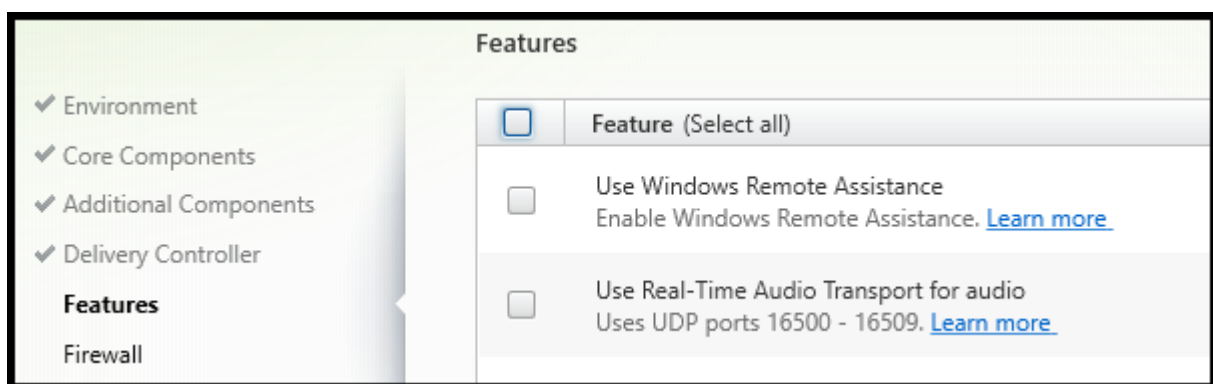 Features
Environment
Core Components
Additional Components
Delivery Controller
Features
Firewall
Feature (Select all)
Use Windows Remote Assistance
Enable Windows Remote Assistance. Learn more
Use Real-Time Audio Transport for audio
Uses UDP ports 16500 - 16509. Learn more